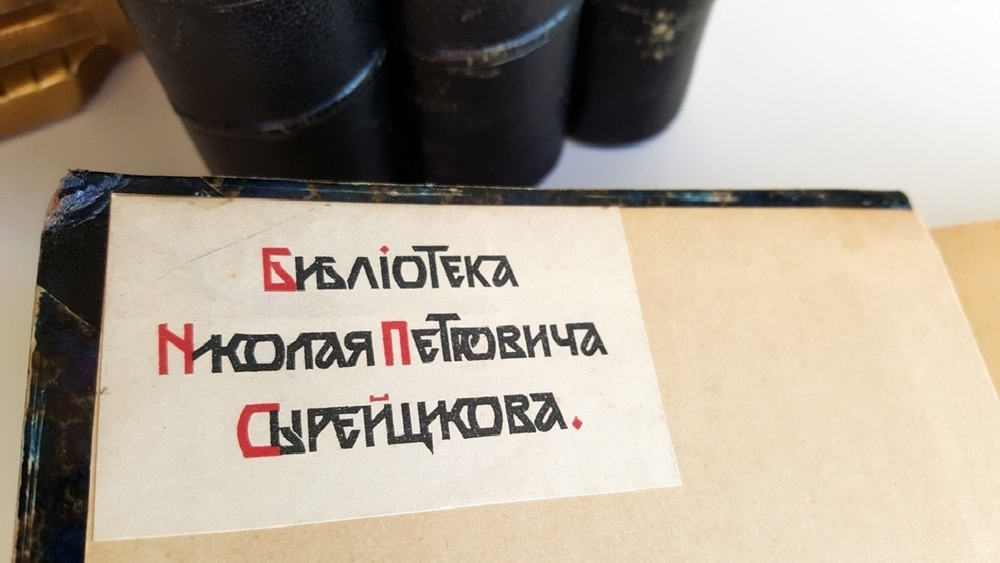 Библіотека
Николая Петровича
Сырейщикова.